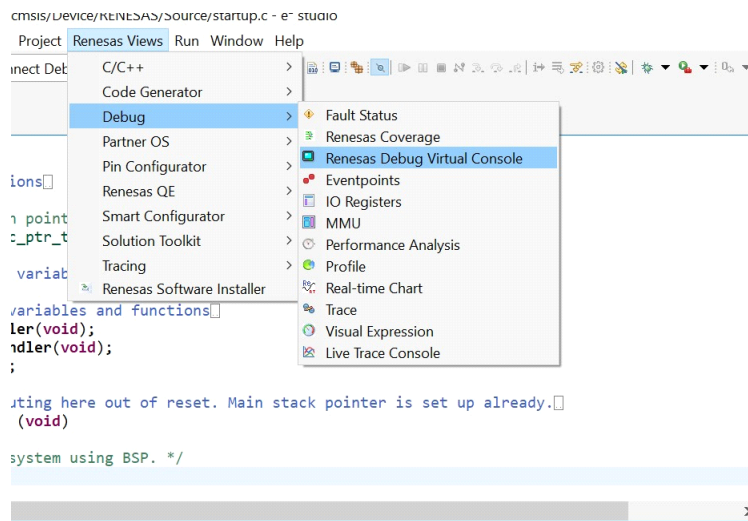 cmsis/Device/RENESAS/Source/startup.c - e² studio
Project Renesas Views Run Window Help
nnect Deb
C/C++
Code Generator
Debug
Partner OS
Pin Configurator
Renesas QE
Smart Configurator
Solution Toolkit
Tracing
Renesas Software Installer
Fault Status
Renesas Coverage
Renesas Debug Virtual Console
Eventpoints
IO Registers
MMU
Performance Analysis
Profile
Real-time Chart
Trace
Visual Expression
Live Trace Console
ions
n point
c_ptr_t
variab
variables and functions
ler(void);
ndler(void);
;
uting here out of reset. Main stack pointer is set up already.
(void)
system using BSP. */